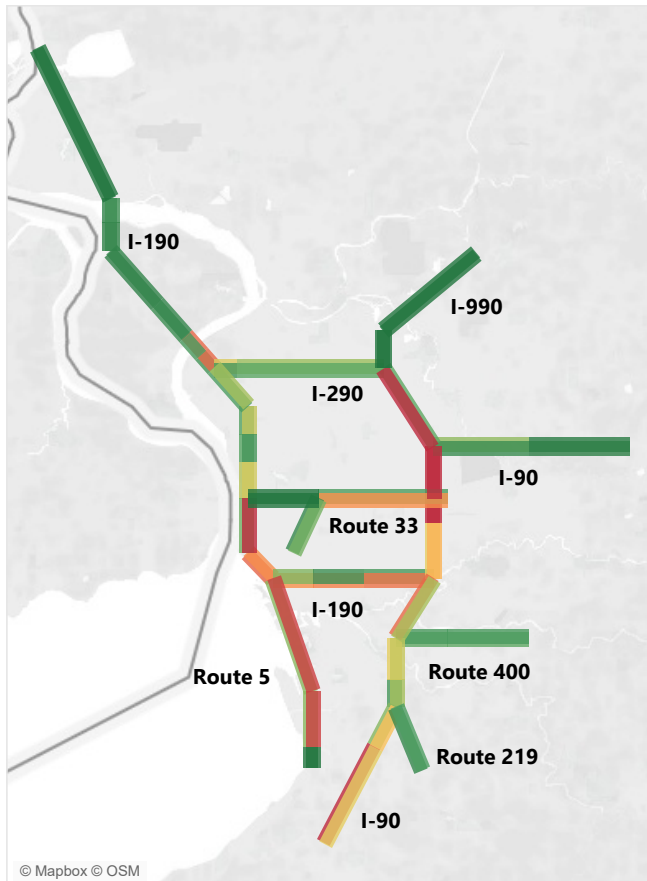 I-190
I-990
I-290
I-90
Route 33
I-190
Route 5
Route 400
Route 219
I-90
© Mapbox © OSM